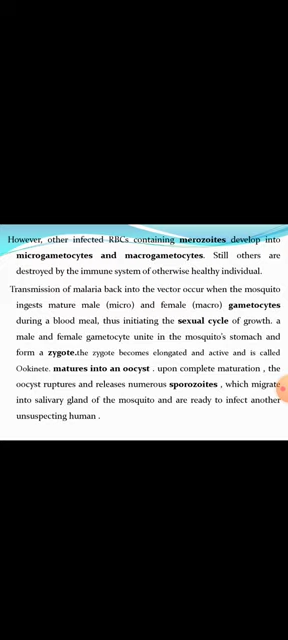 However, other infected RBCs containing merozoites develop into
microgametocytes and macrogametocytes. Still others are
destroyed by the immune system of otherwise healthy individual.
Transmission of malaria back into the vector occur when the mosquito
ingests mature male (micro) and female (macro) gametocytes
during a blood meal, thus initiating the sexual cycle of growth. a
male and female gametocyte unite in the mosquito's stomach and
form a zygote.the zygote becomes elongated and active and is called
Ookinete. matures into an oocyst . upon complete maturation , the
oocyst ruptures and releases numerous sporozoites , which migrate
into salivary gland of the mosquito and are ready to infect another
unsuspecting human .